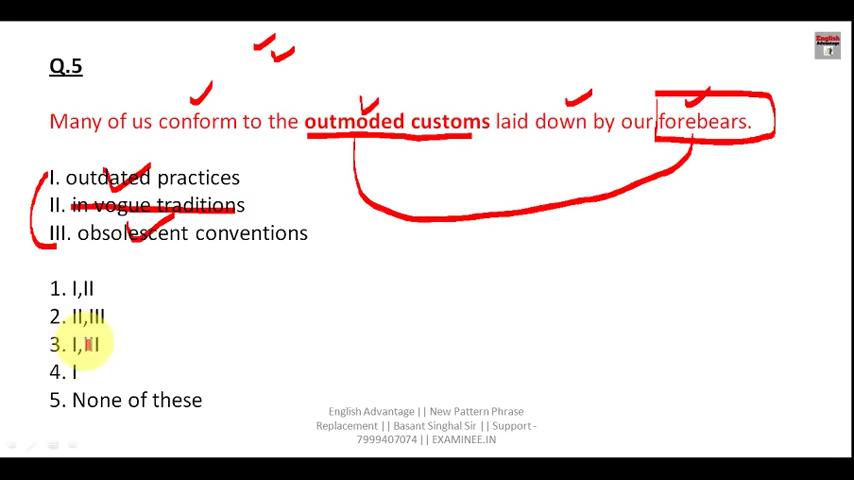 English
Advantage
Q.5
Many of us conform to the outmoded customs laid down by our forebears.
I. outdated practices
II. in vogue traditions
III. obsolescent conventions
1. I,II
2. II,III
3. I,III
4. I
5. None of these
English Advantage || New Pattern Phrase
Replacement || Basant Singhal Sir || Support -
7999407074 || EXAMINEE.IN